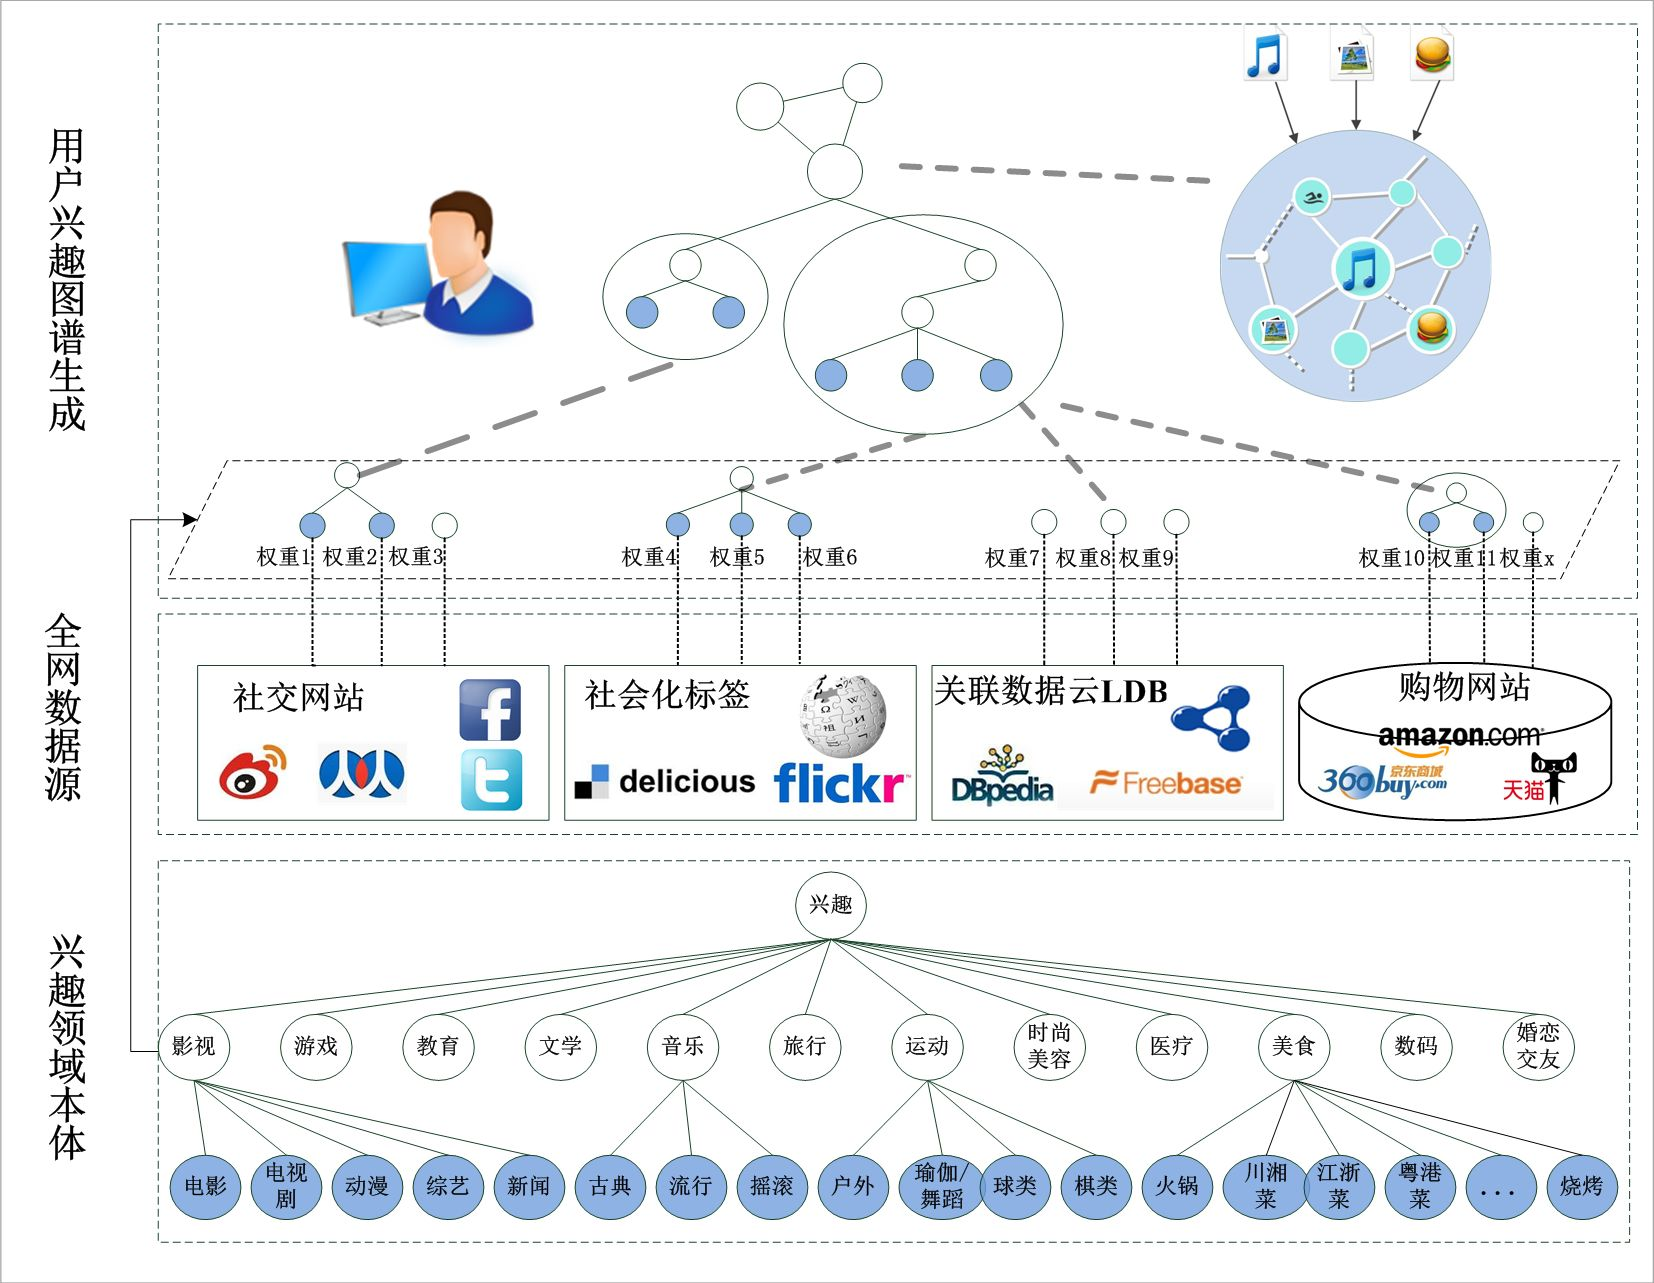 用户兴趣图谱生成
权重1 权重2 权重3 权重4 权重5 权重6 权重7 权重8 权重9 权重10 权重11 权重x
全网数据源
社交网站
社会化标签
delicious
flickr
关联数据云LDB
DBpedia
Freebase
购物网站
amazon.com
360buy.com
京东商城
天猫
兴趣领域本体
兴趣
影视 游戏 教育 文学 音乐 旅行 运动 时尚美容 医疗 美食 数码 婚恋交友
电影 电视剧 动漫 综艺 新闻 古典 流行 摇滚 户外 瑜伽/舞蹈 球类 棋类 火锅 川湘菜 江浙菜 粤港菜 ... 烧烤